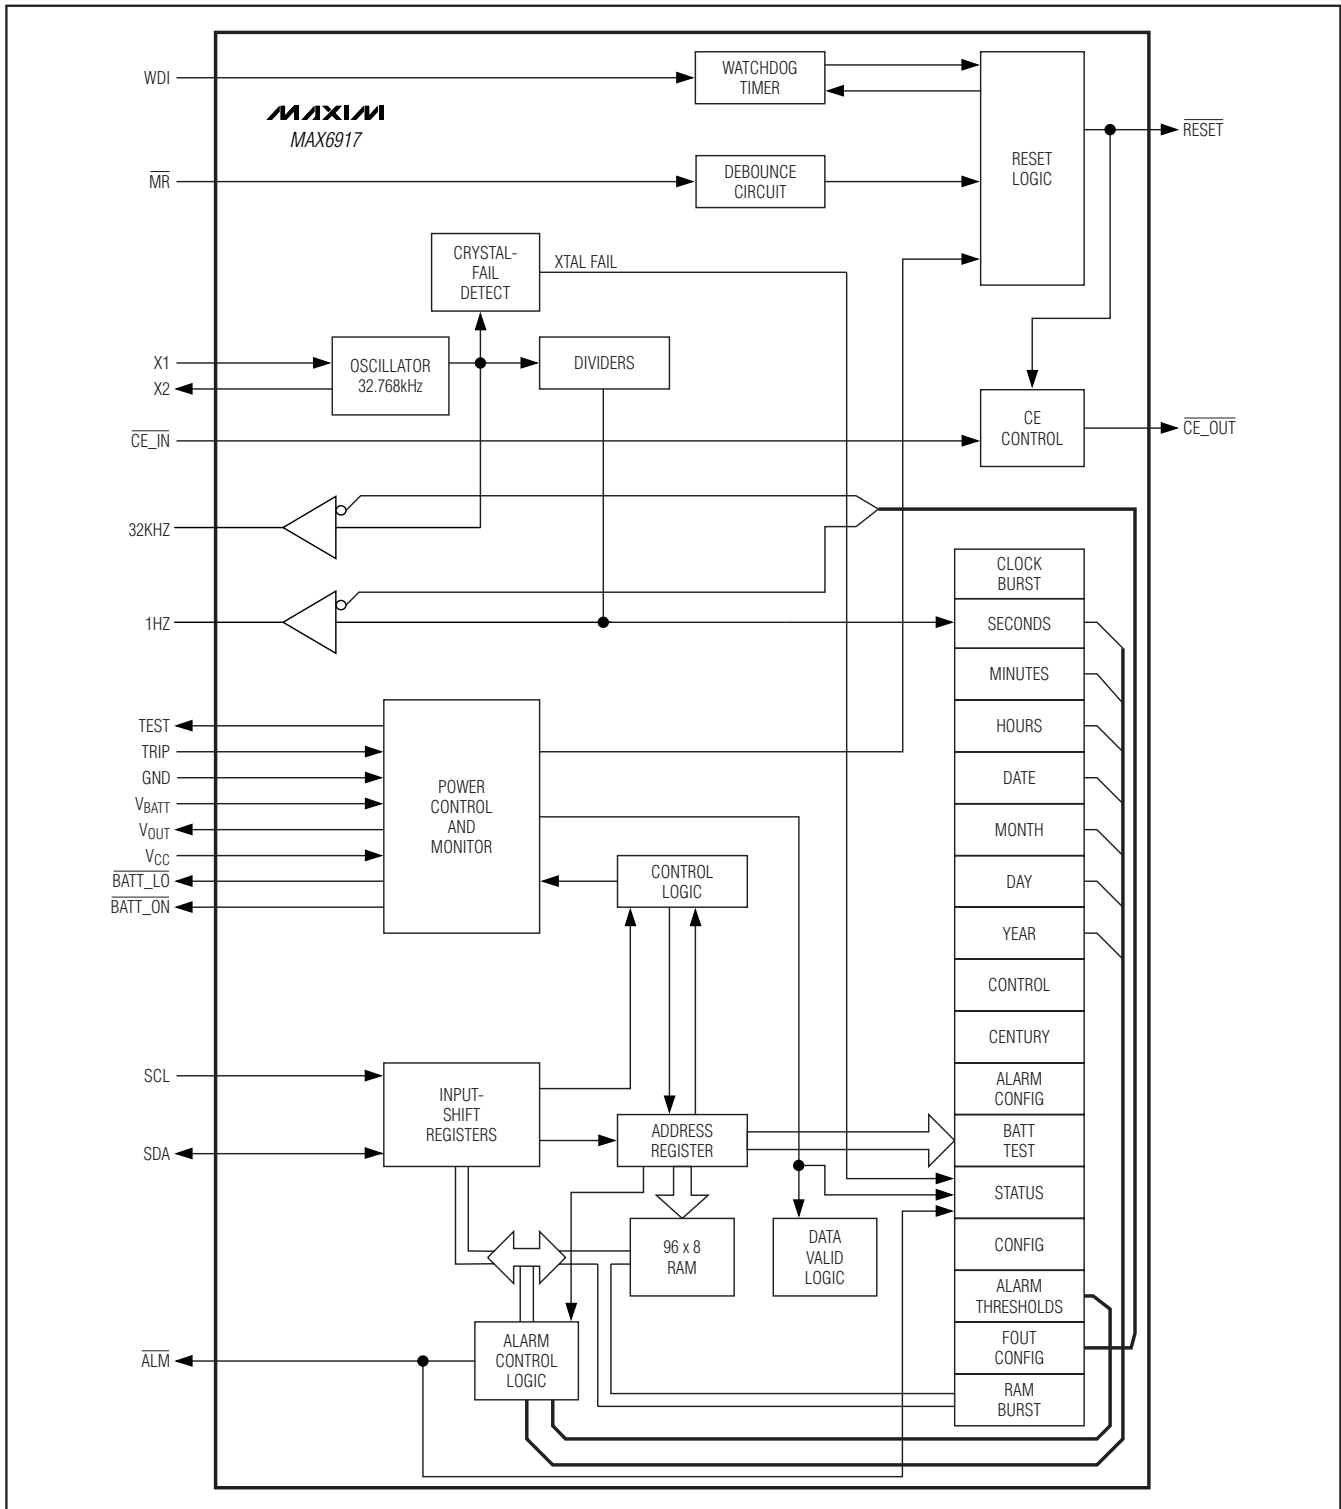 WDI
WATCHDOG
TIMER
MAXIM
MAX6917
RESET
RESET
LOGIC
MR
DEBOUNCE
CIRCUIT
CRYSTAL-
FAIL
DETECT
XTAL FAIL
X1
X2
OSCILLATOR
32.768kHz
DIVIDERS
CE_IN
CE
CONTROL
CE_OUT
32KHZ
1HZ
CLOCK
BURST
SECONDS
MINUTES
HOURS
DATE
MONTH
DAY
YEAR
CONTROL
CENTURY
ALARM
CONFIG
BATT
TEST
STATUS
CONFIG
ALARM
THRESHOLDS
FOUT
CONFIG
RAM
BURST
TEST
TRIP
GND
VBATT
VOUT
VCC
BATT_LO
BATT_ON
POWER
CONTROL
AND
MONITOR
CONTROL
LOGIC
SCL
SDA
INPUT-
SHIFT
REGISTERS
ADDRESS
REGISTER
96 x 8
RAM
DATA
VALID
LOGIC
ALM
ALARM
CONTROL
LOGIC